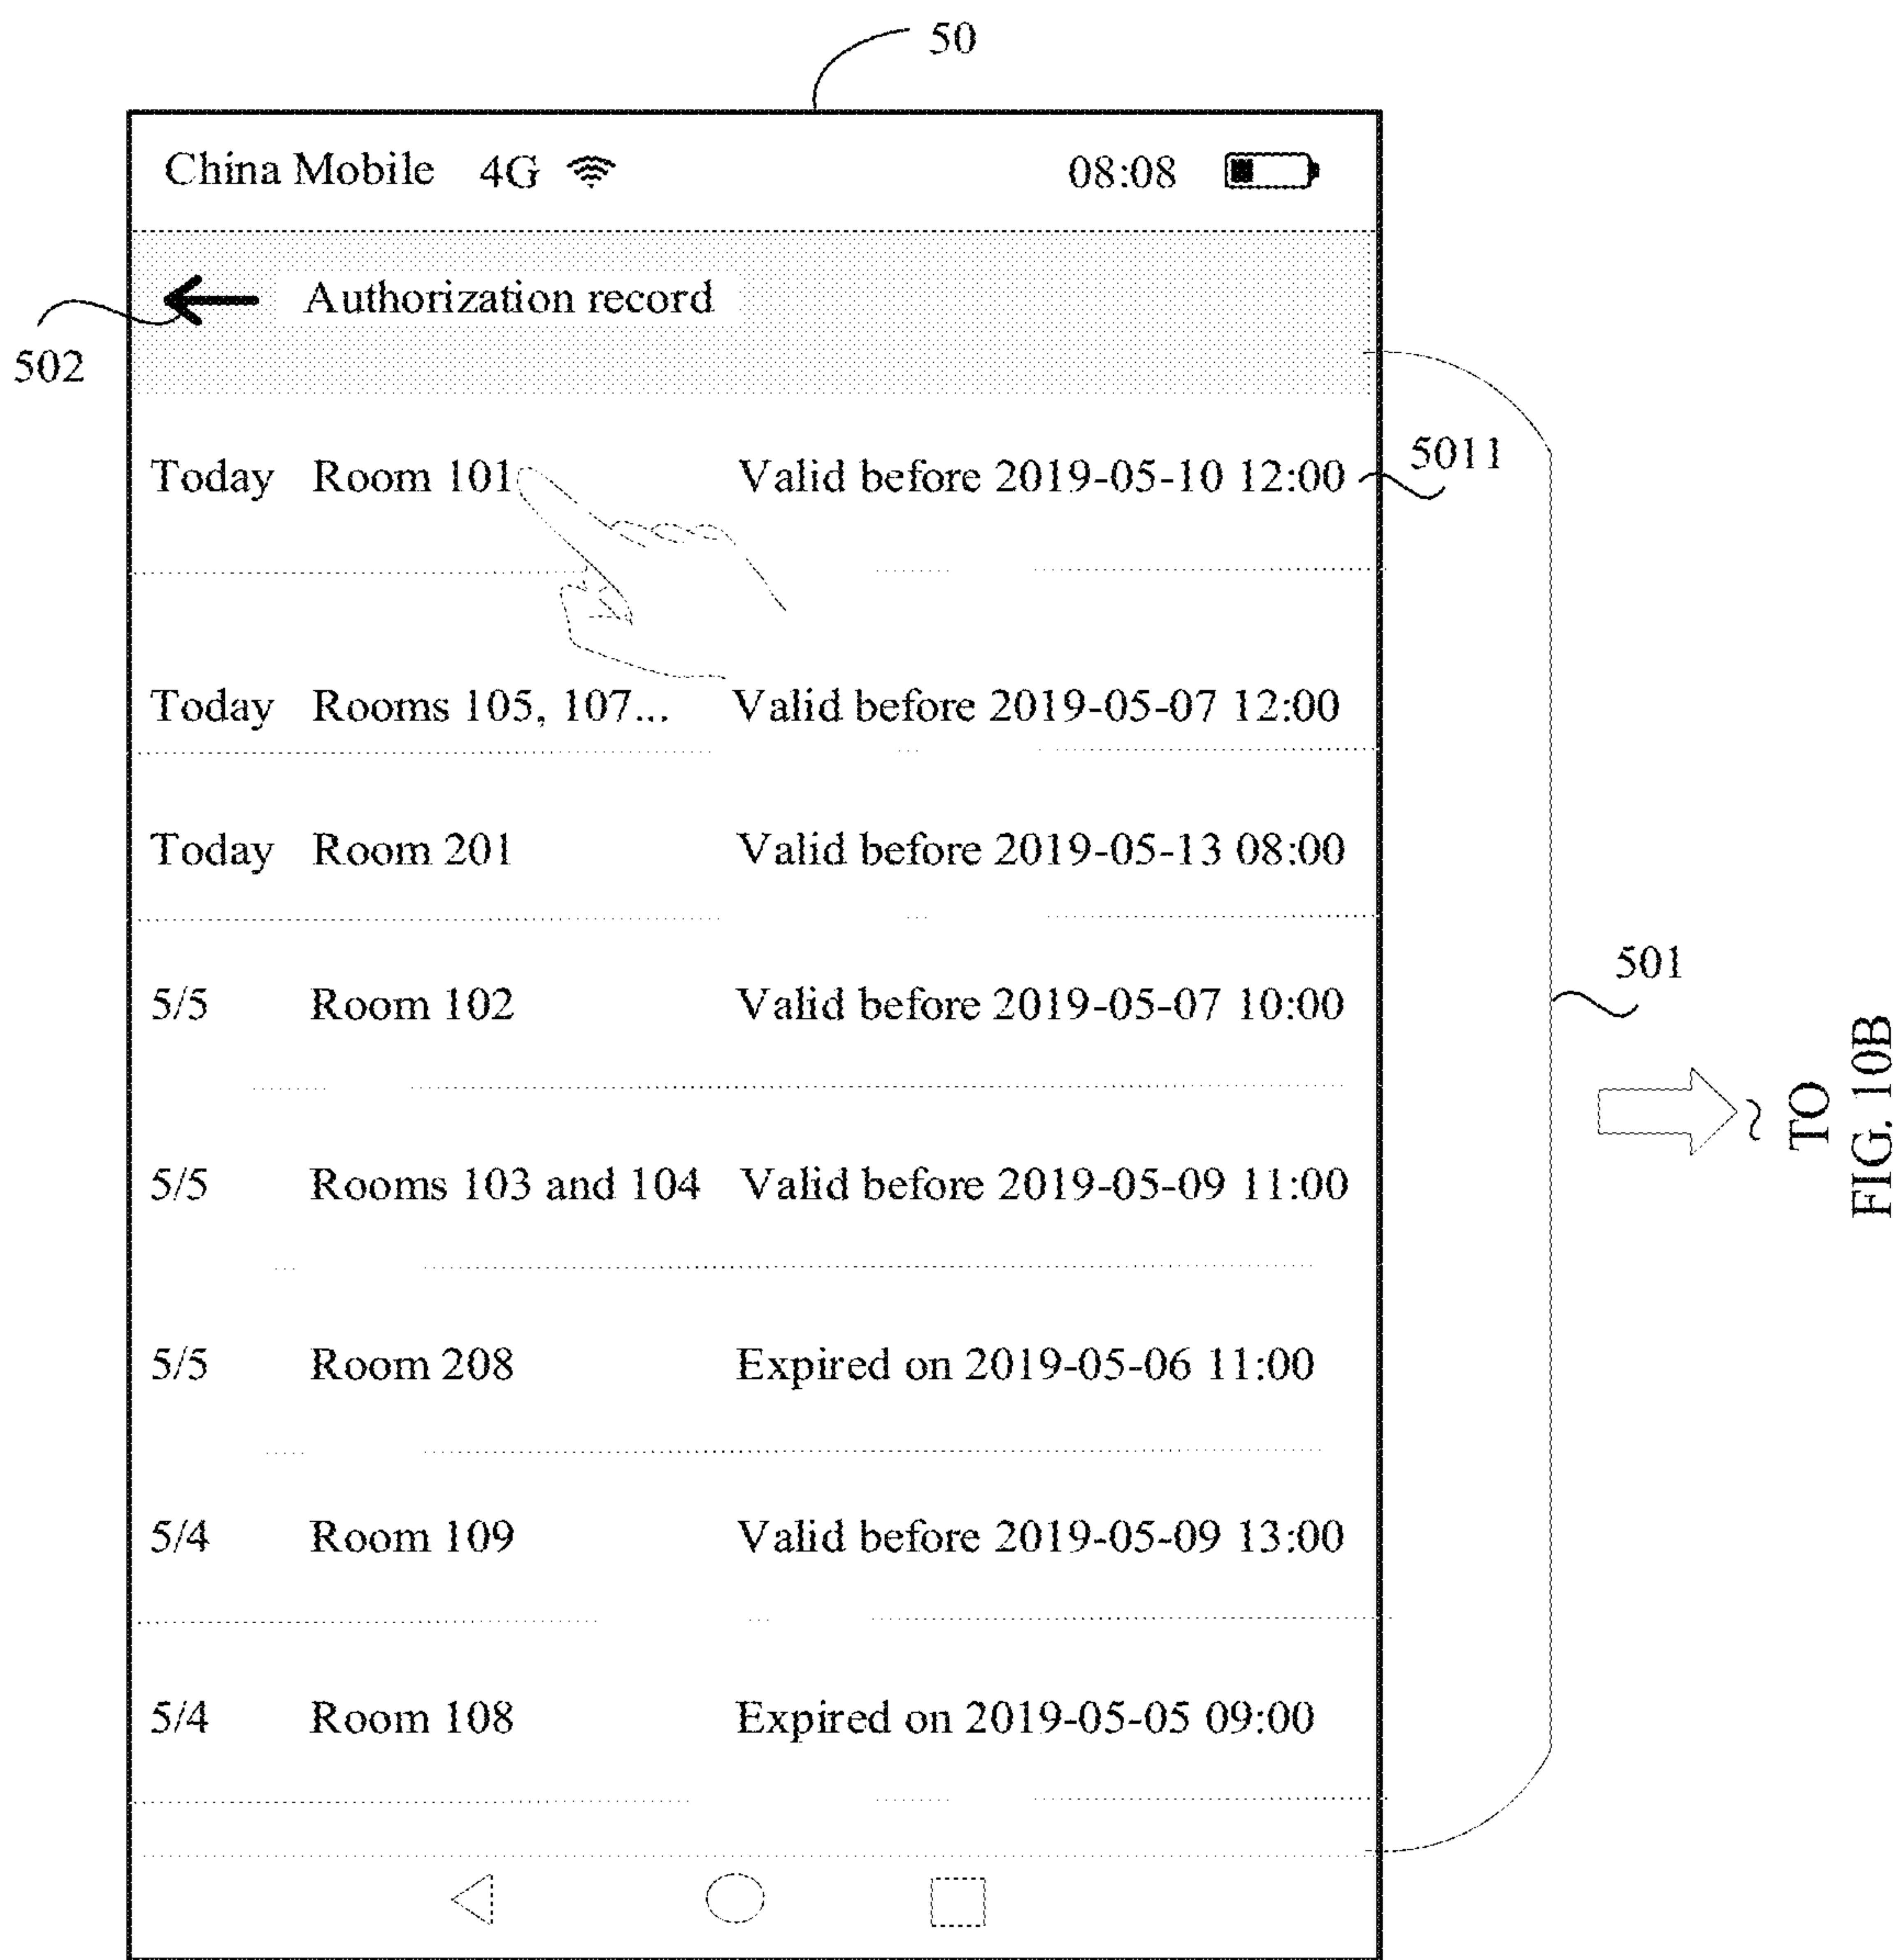 50
China Mobile 4G 08:08
Authorization record
502
Today Room 101 Valid before 2019-05-10 12:00 5011
Today Rooms 105, 107... Valid before 2019-05-07 12:00
Today Room 201 Valid before 2019-05-13 08:00
5/5 Room 102 Valid before 2019-05-07 10:00
501
5/5 Rooms 103 and 104 Valid before 2019-05-09 11:00
5/5 Room 208 Expired on 2019-05-06 11:00
5/4 Room 109 Valid before 2019-05-09 13:00
5/4 Room 108 Expired on 2019-05-05 09:00
TO
FIG. 10B